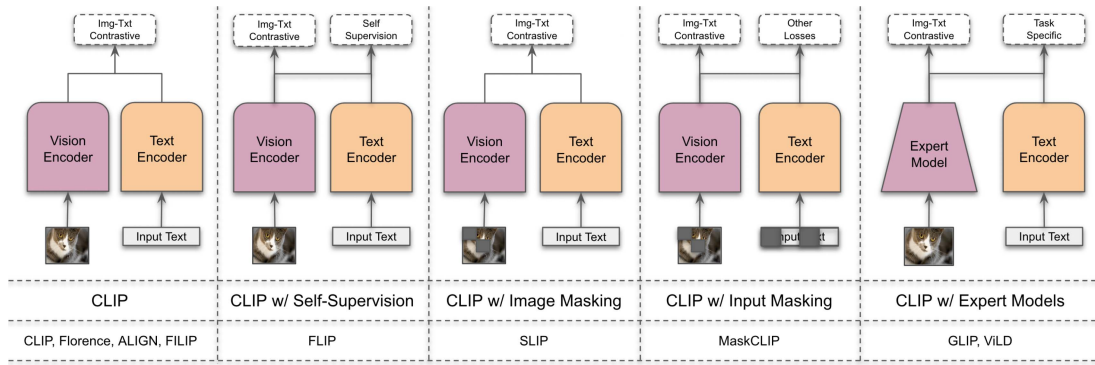 Img-Txt
Contrastive
Img-Txt
Contrastive
Self
Supervision
Img-Txt
Contrastive
Img-Txt
Contrastive
Other
Losses
Img-Txt
Contrastive
Task
Specific
Vision
Encoder
Text
Encoder
Vision
Encoder
Text
Encoder
Vision
Encoder
Text
Encoder
Vision
Encoder
Text
Encoder
Expert
Model
Text
Encoder
Input Text
Input Text
Input Text
Input Text
CLIP
CLIP w/ Self-Supervision
CLIP w/ Image Masking
CLIP w/ Input Masking
CLIP w/ Expert Models
CLIP, Florence, ALIGN, FILIP
FLIP
SLIP
MaskCLIP
GLIP, ViLD